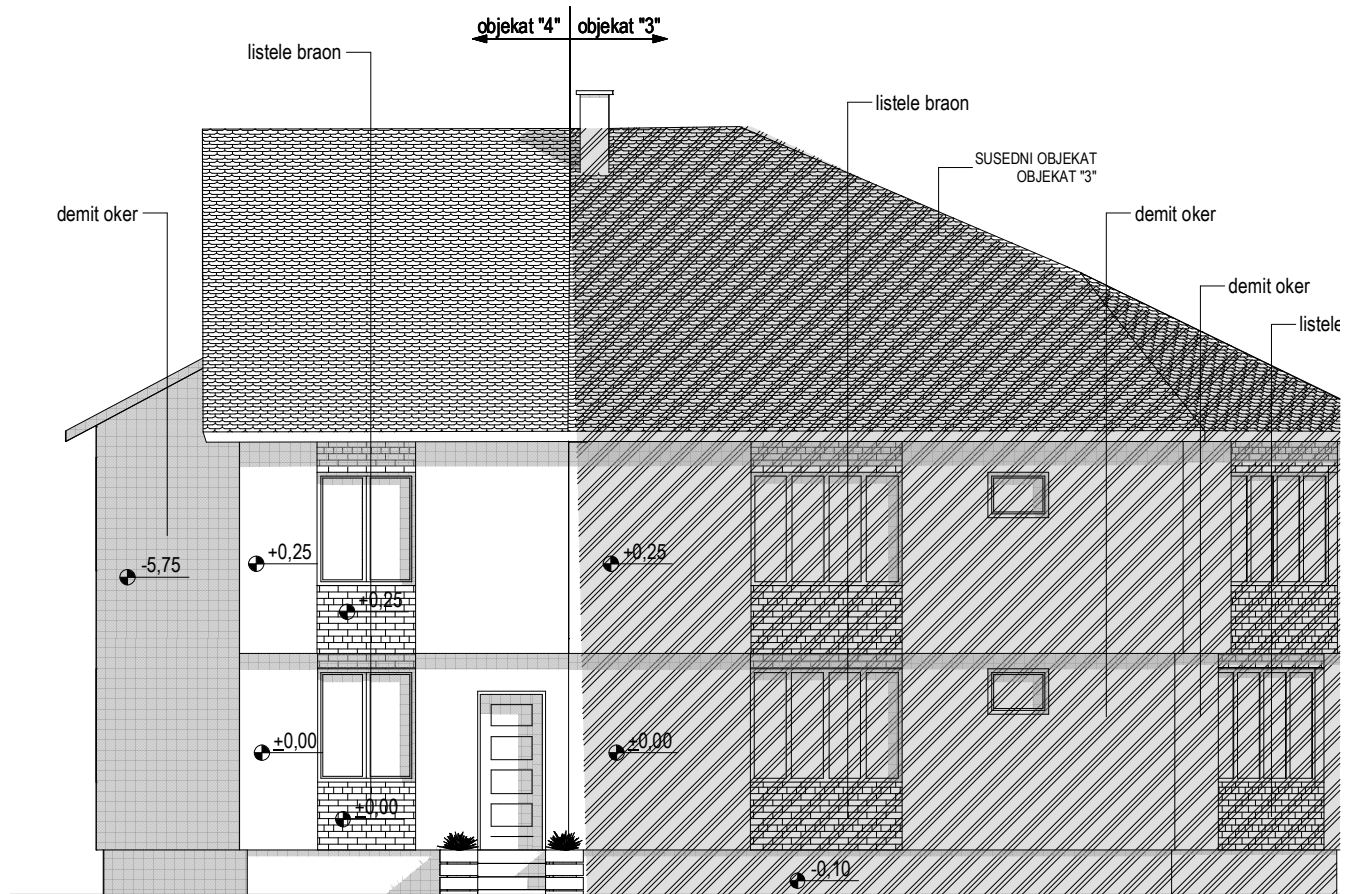 objekat "4" objekat "3"
listele braon
listele braon
SUSEDNI OBJEKAT
OBJEKAT "3"
demit oker
demit oker
demit oker
listele
-5,75
+0,25
+0,25
+0,25
±0,00
±0,00
±0,00
-0,10